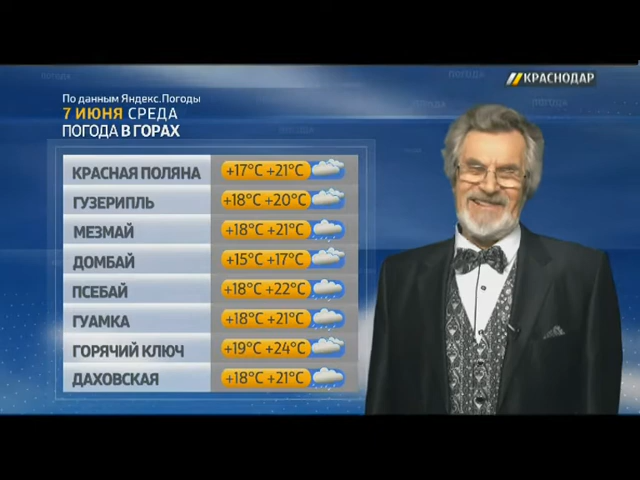 КРАСНОДАР
По данным Яндекс.Погоды
7 ИЮНЯ СРЕДА
ПОГОДА В ГОРАХ
КРАСНАЯ ПОЛЯНА +17°C +21°C
ГУЗЕРИПЛЬ +18°C +20°C
МЕЗМАЙ +18°C +21°C
ДОМБАЙ +15°C +17°C
ПСЕБАЙ +18°C +22°C
ГУАМКА +18°C +21°C
ГОРЯЧИЙ КЛЮЧ +19°C +24°C
ДАХОВСКАЯ +18°C +21°C